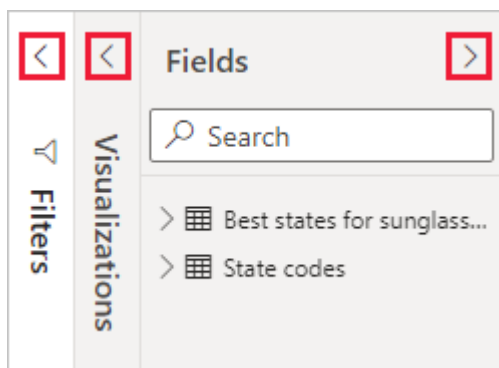 Filters
Visualizations
Fields
Search
Best states for sunglass...
State codes